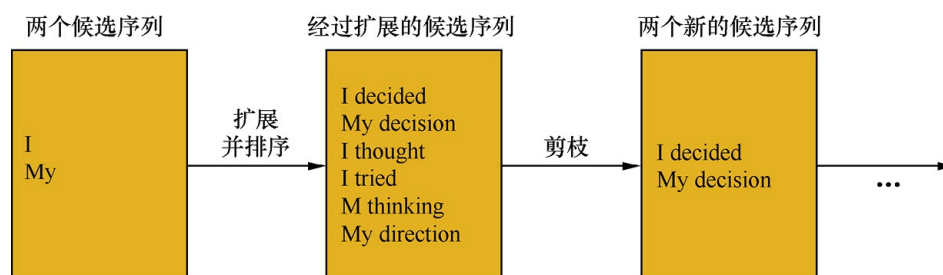 两个候选序列
经过扩展的候选序列
两个新的候选序列
I
My
扩展
并排序
I decided
My decision
I thought
I tried
M thinking
My direction
剪枝
I decided
My decision
...